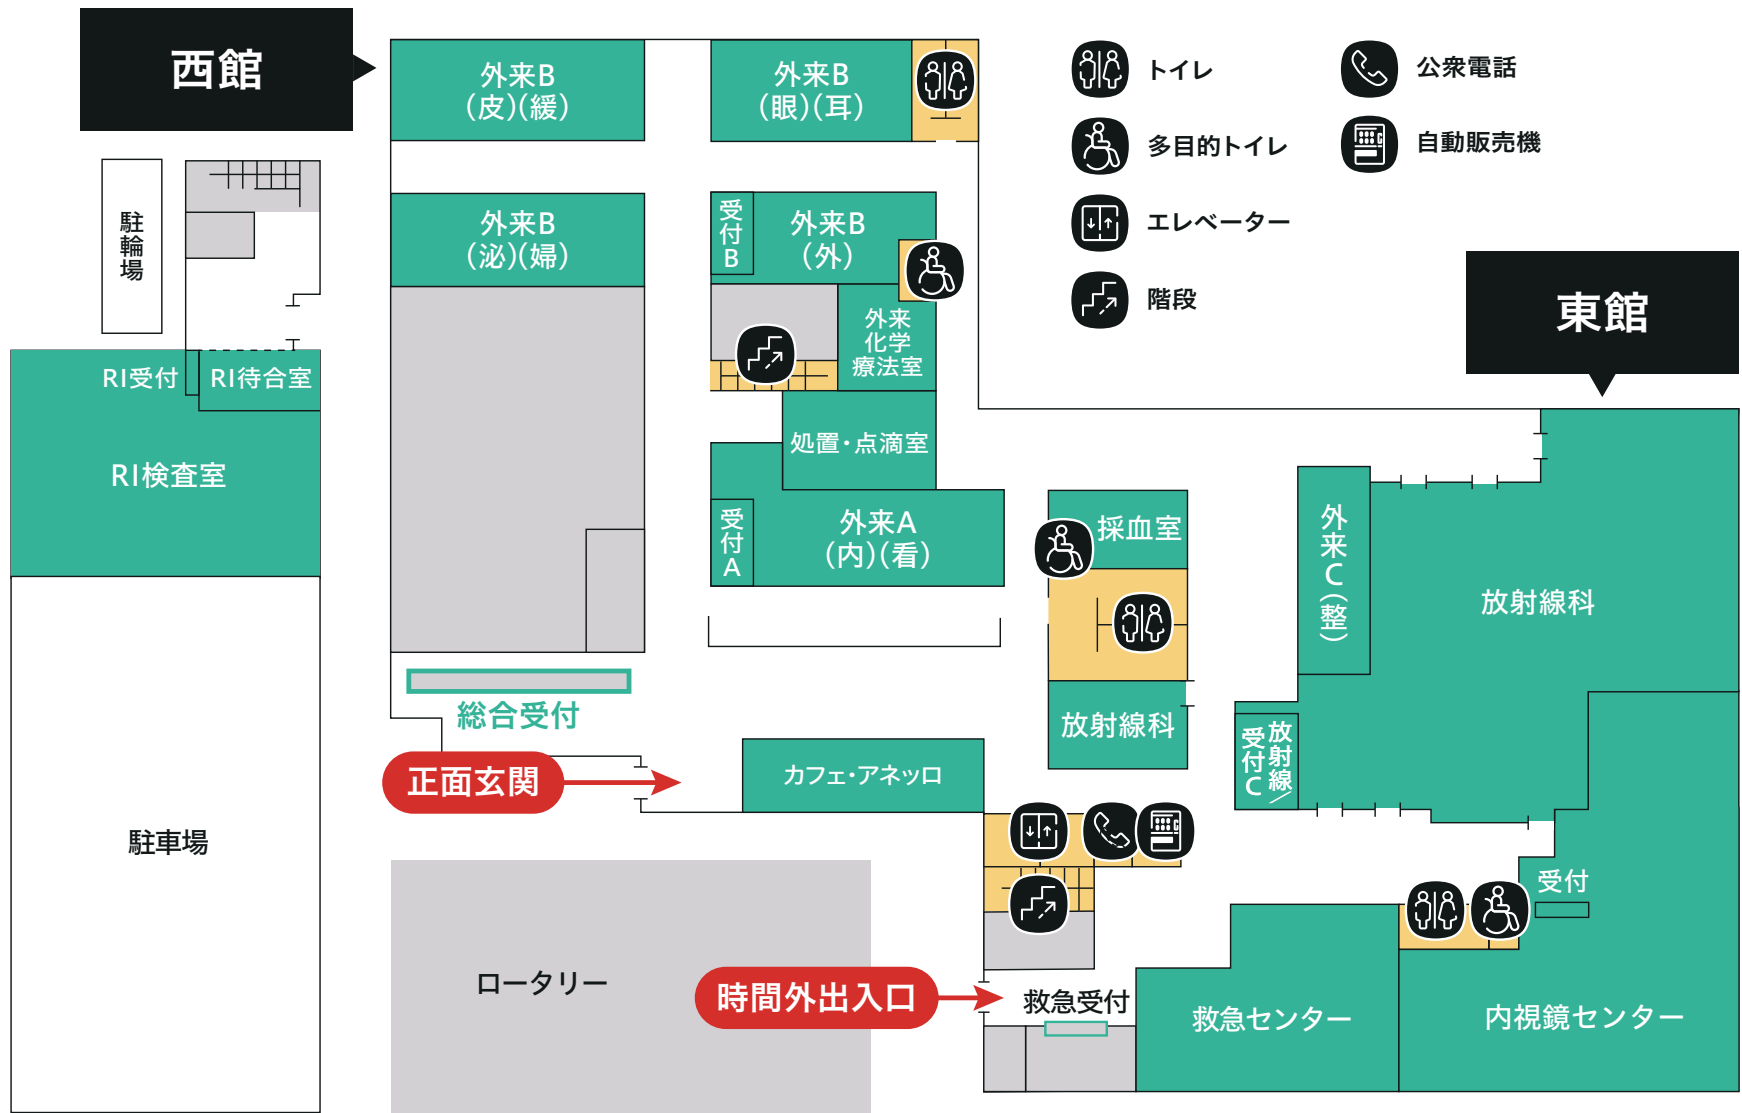 西館
外来B
(皮)(緩)
外来B
(眼)(耳)
トイレ
公衆電話
多目的トイレ
自動販売機
エレベーター
階段
東館
駐輪場
外来B
(泌)(婦)
受付B
外来B
(外)
外来
化学
療法室
RI受付
RI待合室
RI検査室
処置・点滴室
受付A
外来A
(内)(看)
採血室
外来C(整)
放射線科
総合受付
放射線科
放射線/
受付C
正面玄関
カフェ・アネッロ
駐車場
受付
ロータリー
時間外出入口
救急受付
救急センター
内視鏡センター